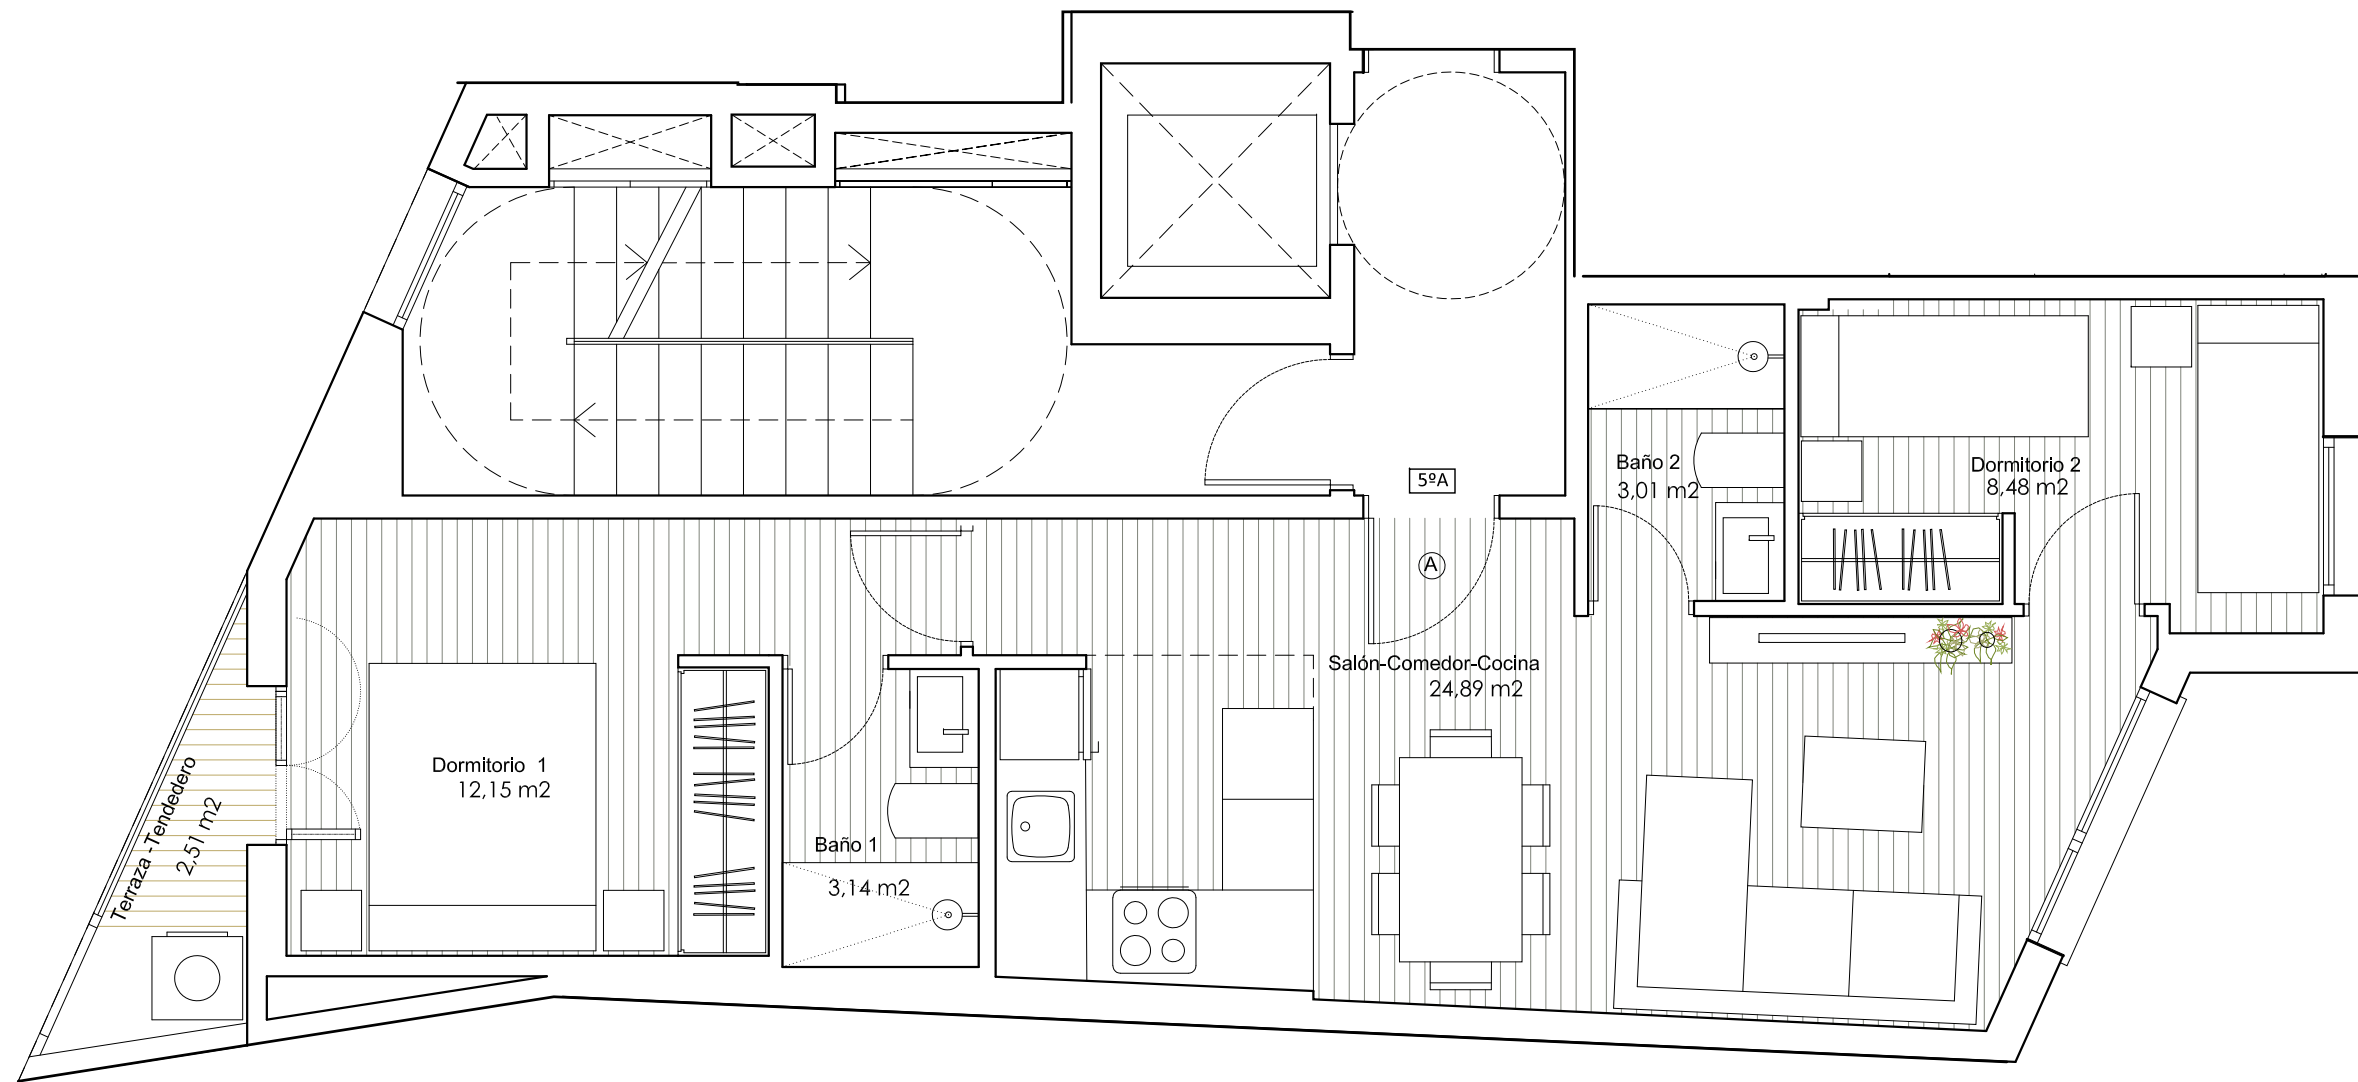 5ºA
Baño 2
3,01 m2
Dormitorio 2
8,48 m2
A
Salón-Comedor-Cocina
24,89 m2
Dormitorio 1
12,15 m2
Terraza -Tendedero
2,51 m2
Baño 1
3,14 m2